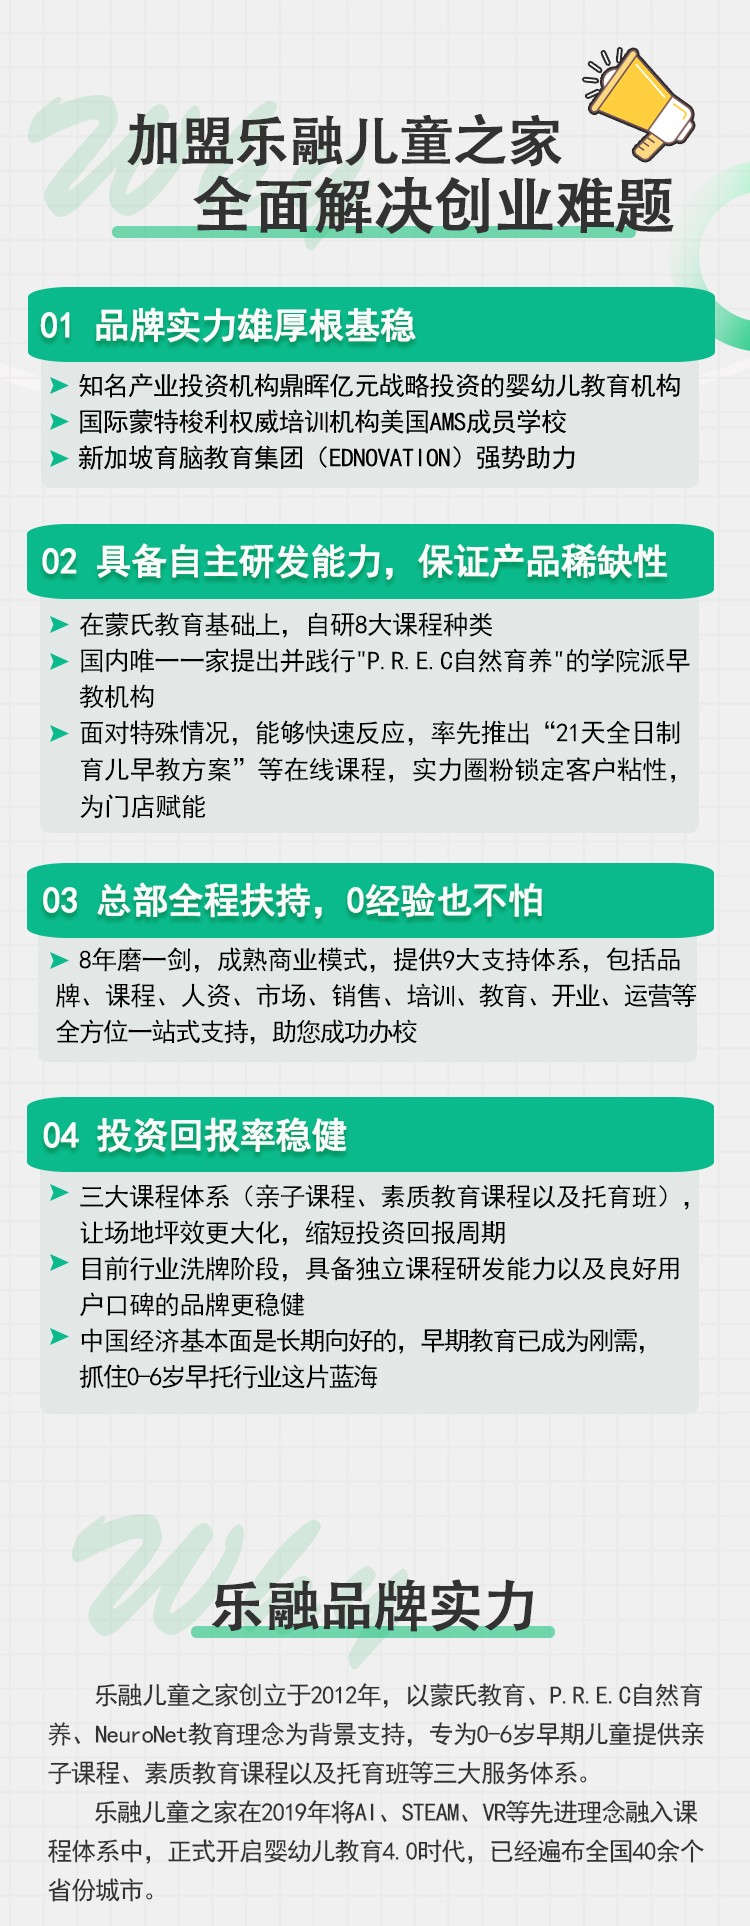 Why
加盟乐融儿童之家
全面解决创业难题
01 品牌实力雄厚根基稳
知名产业投资机构鼎晖亿元战略投资的婴幼儿教育机构
国际蒙特梭利权威培训机构美国AMS成员学校
新加坡育脑教育集团（EDNOVATION）强势助力
02 具备自主研发能力，保证产品稀缺性
在蒙氏教育基础上，自研8大课程种类
国内唯一一家提出并践行"P.R.E.C自然育养"的学院派早
教机构
面对特殊情况，能够快速反应，率先推出“21天全日制
育儿早教方案”等在线课程，实力圈粉锁定客户粘性，
为门店赋能
03 总部全程扶持，0经验也不怕
8年磨一剑，成熟商业模式，提供9大支持体系，包括品
牌、课程、人资、市场、销售、培训、教育、开业、运营等
全方位一站式支持，助您成功办校
04 投资回报率稳健
三大课程体系（亲子课程、素质教育课程以及托育班），
让场地坪效更大化，缩短投资回报周期
目前行业洗牌阶段，具备独立课程研发能力以及良好用
户口碑的品牌更稳健
中国经济基本面是长期向好的，早期教育已成为刚需，
抓住0-6岁早托行业这片蓝海
Why
乐融品牌实力
乐融儿童之家创立于2012年，以蒙氏教育、P.R.E.C自然育
养、NeuroNet教育理念为背景支持，专为0-6岁早期儿童提供亲
子课程、素质教育课程以及托育班等三大服务体系。
乐融儿童之家在2019年将AI、STEAM、VR等先进理念融入课
程体系中，正式开启婴幼儿教育4.0时代，已经遍布全国40余个
省份城市。